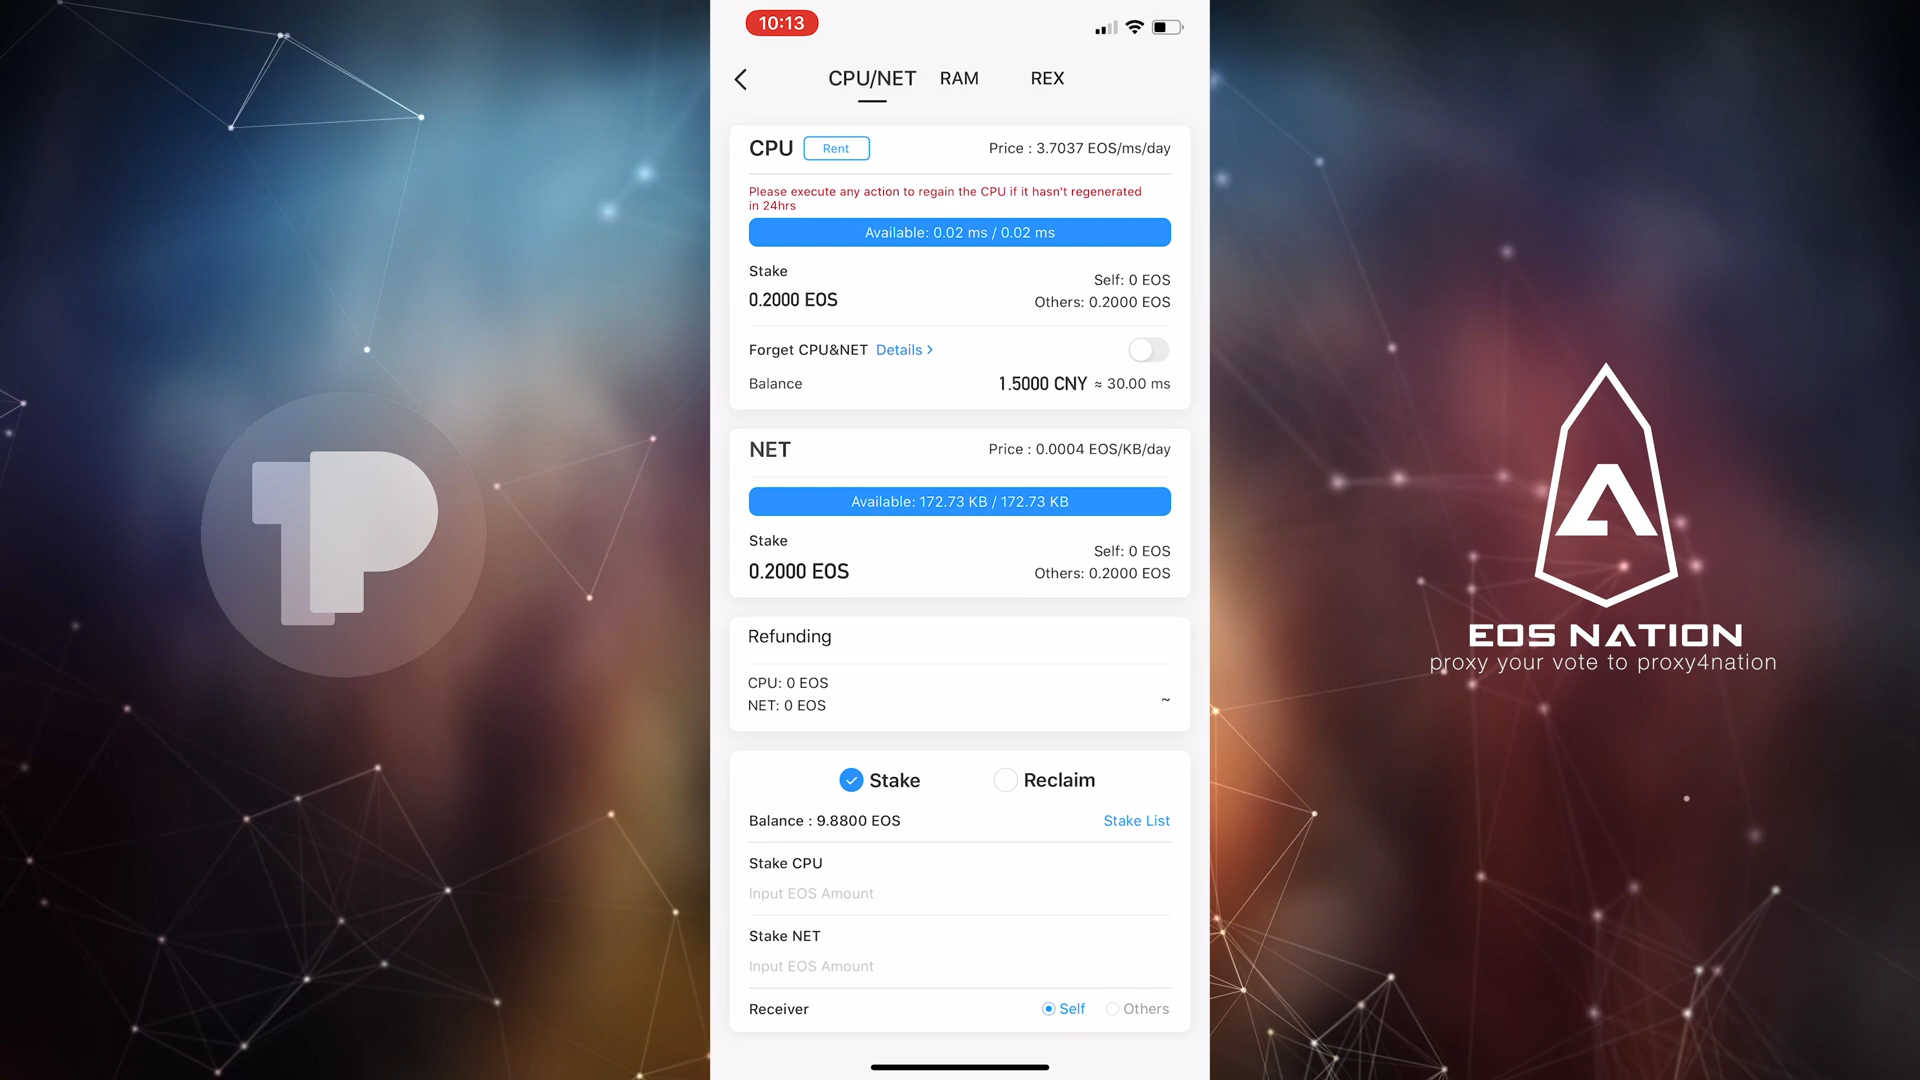 10:13
CPU/NET RAM REX
CPU Rent Price : 3.7037 EOS/ms/day
Please execute any action to regain the CPU if it hasn't regenerated
in 24hrs
Available: 0.02 ms / 0.02 ms
Stake
Self: 0 EOS
0.2000 EOS
Others: 0.2000 EOS
Forget CPU&NET Details >
Balance 1.5000 CNY ≈ 30.00 ms
NET Price : 0.0004 EOS/KB/day
Available: 172.73 KB / 172.73 KB
Stake
Self: 0 EOS
0.2000 EOS
Others: 0.2000 EOS
Refunding
CPU: 0 EOS
NET: 0 EOS
~
Stake Reclaim
Balance : 9.8800 EOS Stake List
Stake CPU
Input EOS Amount
Stake NET
Input EOS Amount
Receiver Self Others
TP
EOS NATION
proxy your vote to proxy4nation